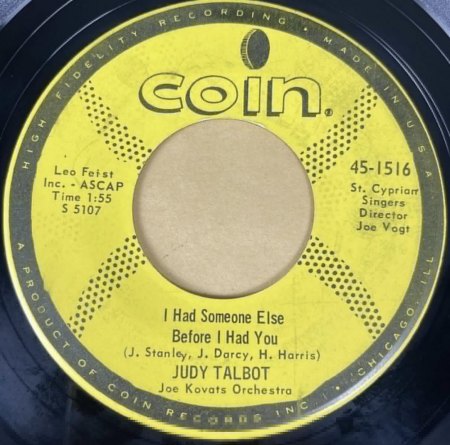 HIGH FIDELITY RECORDING • MADE IN U.S.A.
coin.
Leo Feist
Inc. - ASCAP
Time 1:55
S 5107
45-1516
St. Cyprian
Singers
Director
Joe Vogt
I Had Someone Else
Before I Had You
(J. Stanley, J. Darcy, H. Harris)
JUDY TALBOT
Joe Kovats Orchestra
A PRODUCT OF COIN RECORDS INC. • CHICAGO, ILL.